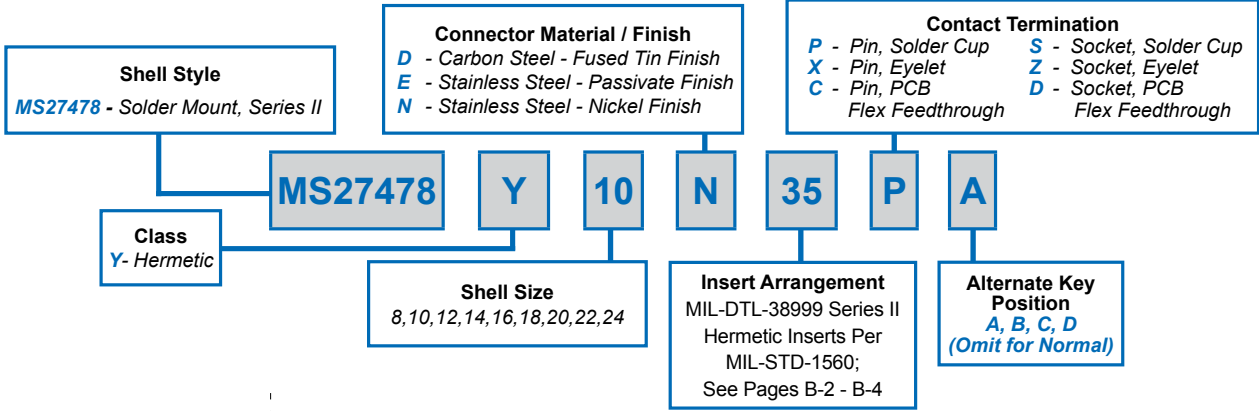 Connector Material / Finish
D - Carbon Steel - Fused Tin Finish
E - Stainless Steel - Passivate Finish
N - Stainless Steel - Nickel Finish
Contact Termination
P - Pin, Solder Cup
X - Pin, Eyelet
C - Pin, PCB
Flex Feedthrough
S - Socket, Solder Cup
Z - Socket, Eyelet
D - Socket, PCB
Flex Feedthrough
Shell Style
MS27478 - Solder Mount, Series II
MS27478 Y 10 N 35 P A
Class
Y- Hermetic
Shell Size
8,10,12,14,16,18,20,22,24
Insert Arrangement
MIL-DTL-38999 Series II
Hermetic Inserts Per
MIL-STD-1560;
See Pages B-2 - B-4
Alternate Key
Position
A, B, C, D
(Omit for Normal)